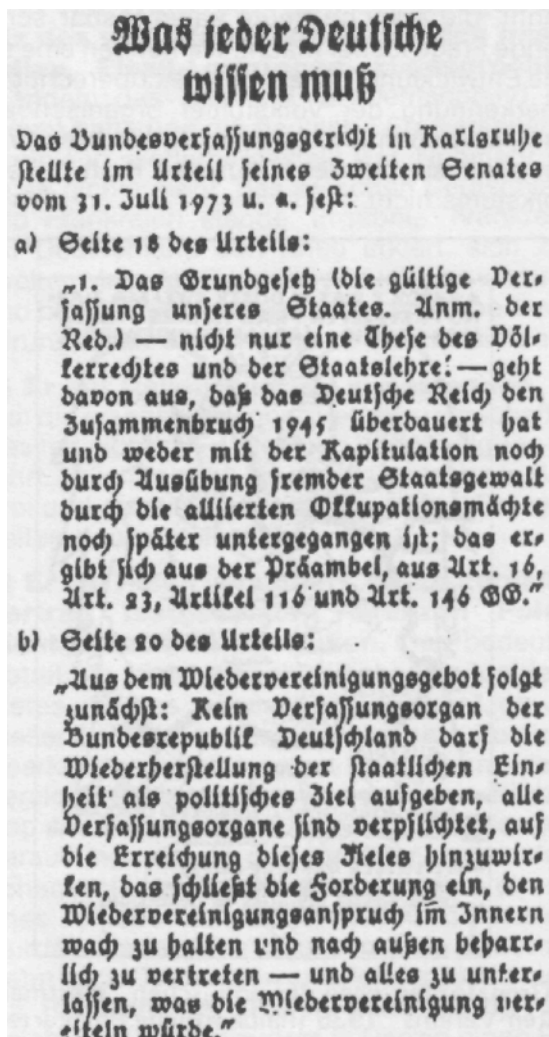 Was jeder Deutsche
wissen muß
Das Bundesverfassungsgericht in Karlsruhe
stellte im Urteil seines Zweiten Senates
vom 31. Juli 1973 u. a. fest:
a) Seite 18 des Urteils:
„1. Das Grundgesetz (die gültige Ver-
fassung unseres Staates. Anm. der
Red.) — nicht nur eine These des Völ-
kerrechtes und der Staatslehre! — geht
davon aus, daß das Deutsche Reich den
Zusammenbruch 1945 überdauert hat
und weder mit der Kapitulation noch
durch Ausübung fremder Staatsgewalt
durch die alliierten Okkupationsmächte
noch später untergegangen ist; das er-
gibt sich aus der Präambel, aus Art. 16,
Art. 23, Artikel 116 und Art. 146 GG.“
b) Seite 20 des Urteils:
„Aus dem Wiedervereinigungsgebot folgt
zunächst: Kein Verfassungsorgan der
Bundesrepublik Deutschland darf die
Wiederherstellung der staatlichen Ein-
heit als politisches Ziel aufgeben, alle
Verfassungsorgane sind verpflichtet, auf
die Erreichung dieses Zieles hinzuwir-
ken, das schließt die Forderung ein, den
Wiedervereinigungsanspruch im Innern
wach zu halten und nach außen beharr-
lich zu vertreten — und alles zu unter-
lassen, was die Wiedervereinigung ver-
eiteln würde.“